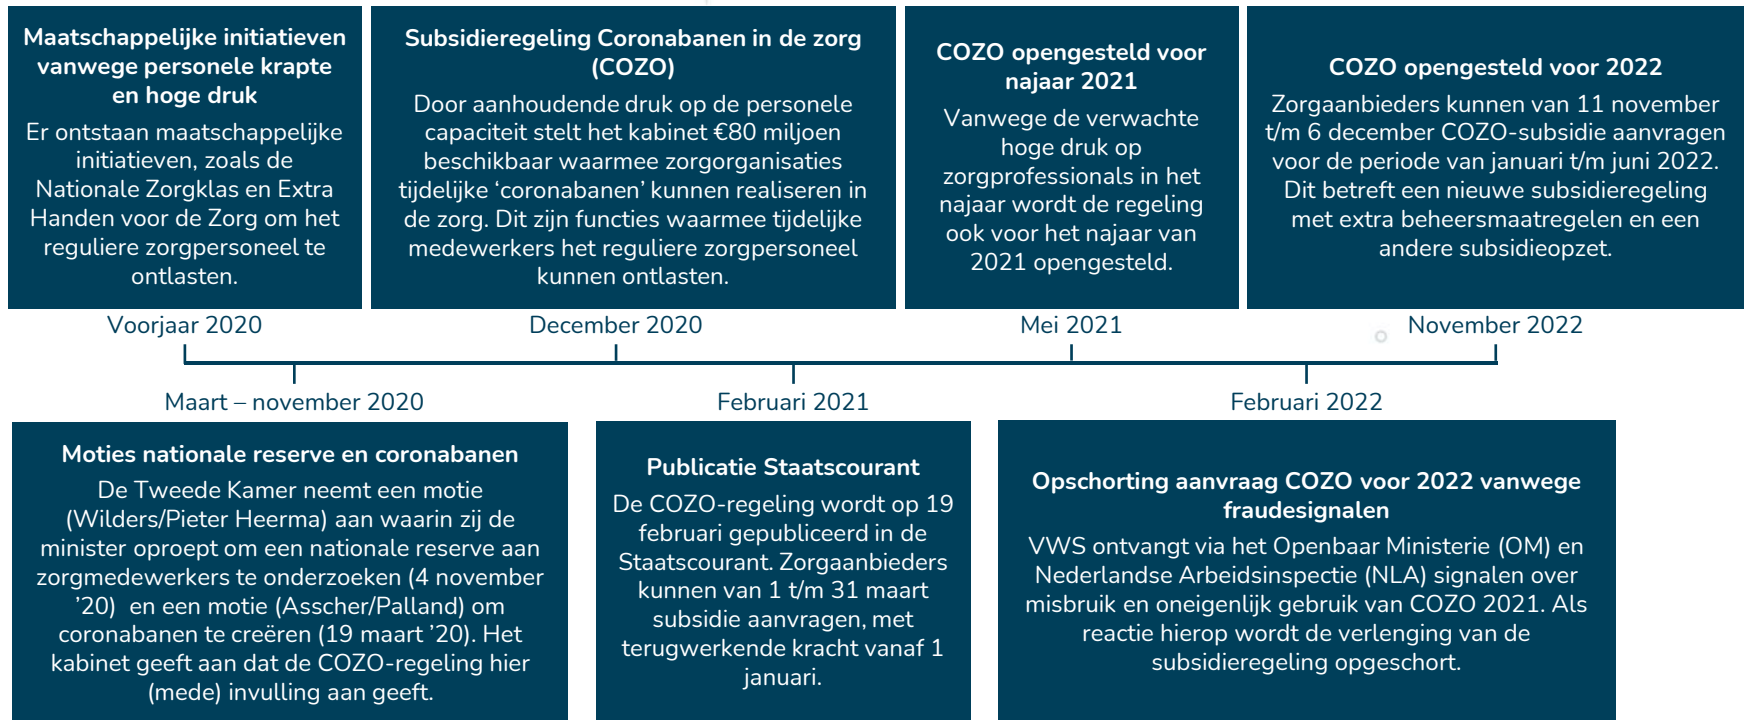 Maatschappelijke initiatieven
vanwege personele krapte
en hoge druk
Er ontstaan maatschappelijke
initiatieven, zoals de
Nationale Zorgklas en Extra
Handen voor de Zorg om het
reguliere zorgpersoneel te
ontlasten.
Subsidieregeling Coronabanen in de zorg
(COZO)
Door aanhoudende druk op de personele
capaciteit stelt het kabinet €80 miljoen
beschikbaar waarmee zorgorganisaties
tijdelijke ‘coronabanen’ kunnen realiseren in
de zorg. Dit zijn functies waarmee tijdelijke
medewerkers het reguliere zorgpersoneel
kunnen ontlasten.
COZO opengesteld voor
najaar 2021
Vanwege de verwachte
hoge druk op
zorgprofessionals in het
najaar wordt de regeling
ook voor het najaar van
2021 opengesteld.
COZO opengesteld voor 2022
Zorgaanbieders kunnen van 11 november
t/m 6 december COZO-subsidie aanvragen
voor de periode van januari t/m juni 2022.
Dit betreft een nieuwe subsidieregeling
met extra beheersmaatregelen en een
andere subsidieopzet.
Voorjaar 2020
December 2020
Mei 2021
November 2022
Maart – november 2020
Februari 2021
Februari 2022
Moties nationale reserve en coronabanen
De Tweede Kamer neemt een motie
(Wilders/Pieter Heerma) aan waarin zij de
minister oproept om een nationale reserve aan
zorgmedewerkers te onderzoeken (4 november
’20) en een motie (Asscher/Palland) om
coronabanen te creëren (19 maart ’20). Het
kabinet geeft aan dat de COZO-regeling hier
(mede) invulling aan geeft.
Publicatie Staatscourant
De COZO-regeling wordt op 19
februari gepubliceerd in de
Staatscourant. Zorgaanbieders
kunnen van 1 t/m 31 maart
subsidie aanvragen, met
terugwerkende kracht vanaf 1
januari.
Opschorting aanvraag COZO voor 2022 vanwege
fraudesignalen
VWS ontvangt via het Openbaar Ministerie (OM) en
Nederlandse Arbeidsinspectie (NLA) signalen over
misbruik en oneigenlijk gebruik van COZO 2021. Als
reactie hierop wordt de verlenging van de
subsidieregeling opgeschort.